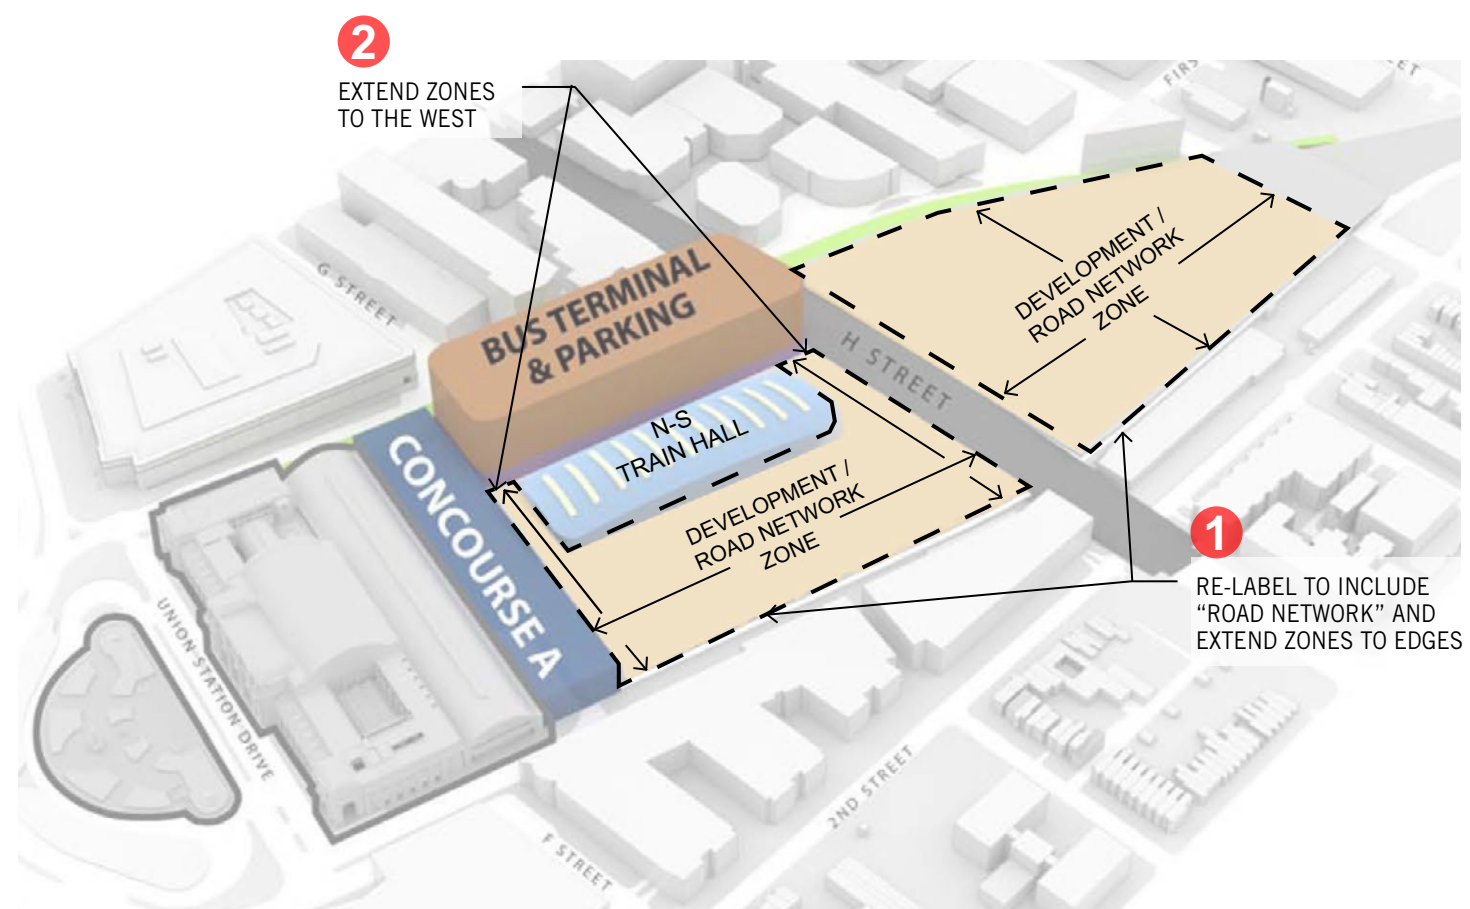 2
EXTEND ZONES
TO THE WEST
G STREET
BUS TERMINAL
& PARKING
H STREET
DEVELOPMENT /
ROAD NETWORK
ZONE
N-S
TRAIN HALL
CONCOURSE A
DEVELOPMENT /
ROAD NETWORK
ZONE
1
RE-LABEL TO INCLUDE
“ROAD NETWORK” AND
EXTEND ZONES TO EDGES
UNION STATION DRIVE
2ND STREET
F STREET